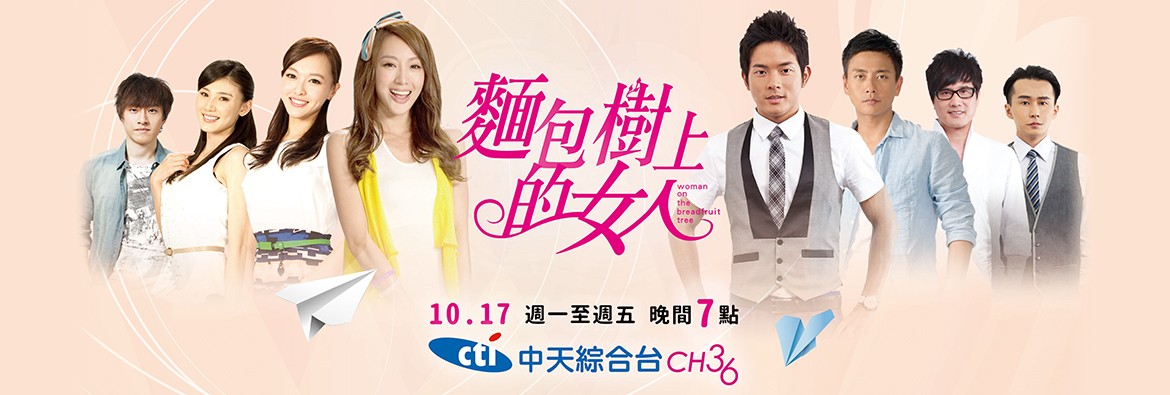 麵包樹上
的女人
woman
on
the
breadfruit
tree
10.17 週一至週五 晚間7點
cti 中天綜合台 CH36